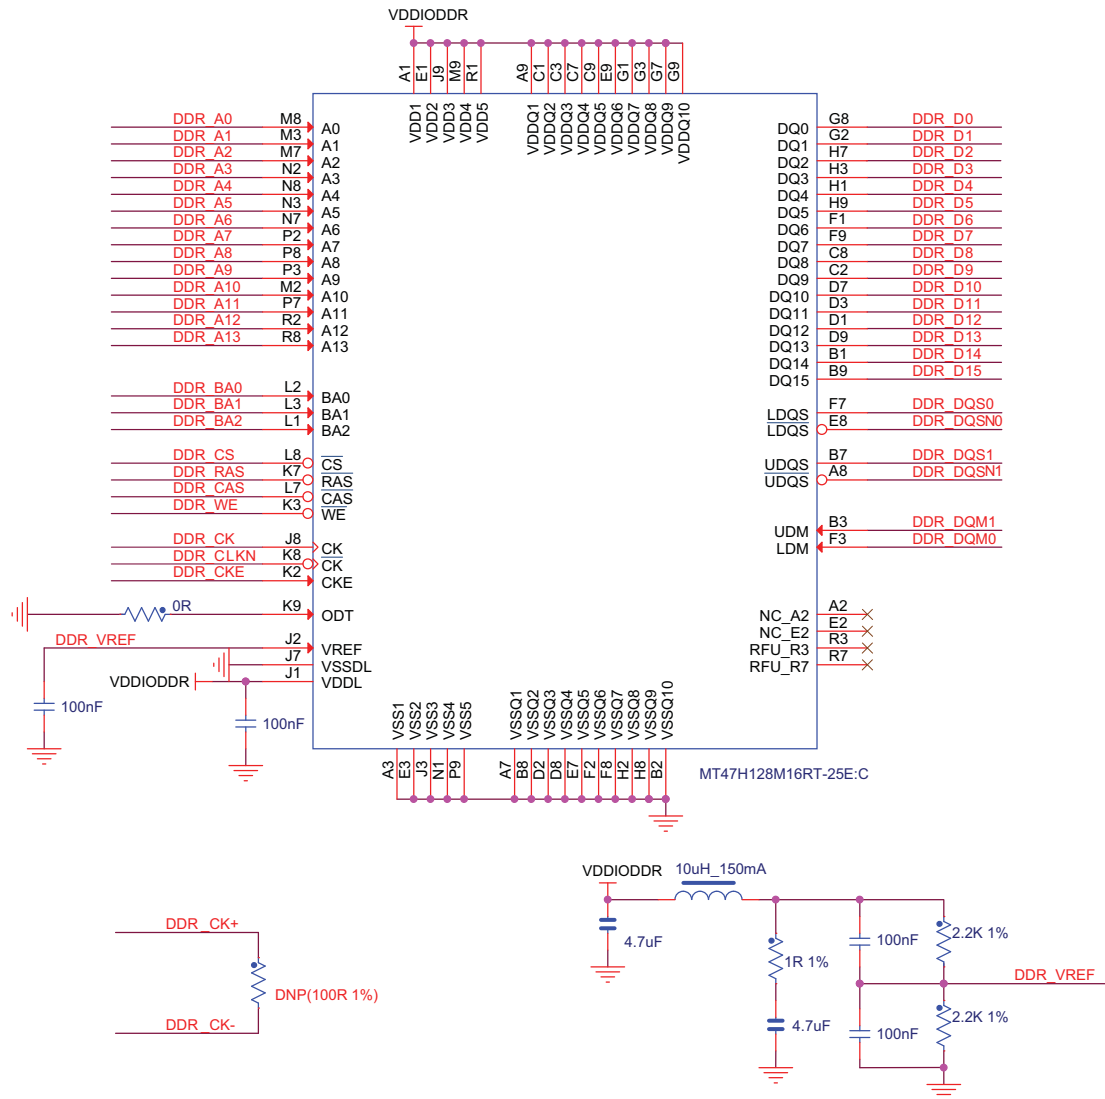 VDDIODDR
A1 E1 J9 M9 R1 A9 C1 C3 C7 C9 E9 G1 G3 G7 G9
VDD1 VDD2 VDD3 VDD4 VDD5 VDDQ1 VDDQ2 VDDQ3 VDDQ4 VDDQ5 VDDQ6 VDDQ7 VDDQ8 VDDQ9 VDDQ10
DDR_A0 M8 A0
DDR_A1 M3 A1
DDR_A2 M7 A2
DDR_A3 N2 A3
DDR_A4 N8 A4
DDR_A5 N3 A5
DDR_A6 N7 A6
DDR_A7 P2 A7
DDR_A8 P8 A8
DDR_A9 P3 A9
DDR_A10 M2 A10
DDR_A11 P7 A11
DDR_A12 R2 A12
DDR_A13 R8 A13
DDR_BA0 L2 BA0
DDR_BA1 L3 BA1
DDR_BA2 L1 BA2
DDR_CS L8 CS
DDR_RAS K7 RAS
DDR_CAS L7 CAS
DDR_WE K3 WE
DDR_CK J8 CK
DDR_CLKN K8 CK
DDR_CKE K2 CKE
0R K9 ODT
DDR_VREF J2 VREF
J7 VSSDL
VDDIODDR J1 VDDL
100nF
100nF
DQ0 G8 DDR_D0
DQ1 G2 DDR_D1
DQ2 H7 DDR_D2
DQ3 H3 DDR_D3
DQ4 H1 DDR_D4
DQ5 H9 DDR_D5
DQ6 F1 DDR_D6
DQ7 F9 DDR_D7
DQ8 C8 DDR_D8
DQ9 C2 DDR_D9
DQ10 D7 DDR_D10
DQ11 D3 DDR_D11
DQ12 D1 DDR_D12
DQ13 D9 DDR_D13
DQ14 B1 DDR_D14
DQ15 B9 DDR_D15
LDQS F7 DDR_DQS0
LDQS E8 DDR_DQSN0
UDQS B7 DDR_DQS1
UDQS A8 DDR_DQSN1
UDM B3 DDR_DQM1
LDM F3 DDR_DQM0
NC_A2 A2
NC_E2 E2
RFU_R3 R3
RFU_R7 R7
VSS1 VSS2 VSS3 VSS4 VSS5 VSSQ1 VSSQ2 VSSQ3 VSSQ4 VSSQ5 VSSQ6 VSSQ7 VSSQ8 VSSQ9 VSSQ10
A3 E3 J3 N1 P9 A7 B8 D2 D8 E7 F2 F8 H2 H8 B2
MT47H128M16RT-25E:C
DDR_CK+
DNP(100R 1%)
DDR_CK-
VDDIODDR
10uH_150mA
4.7uF
1R 1%
4.7uF
100nF
2.2K 1%
DDR_VREF
100nF
2.2K 1%